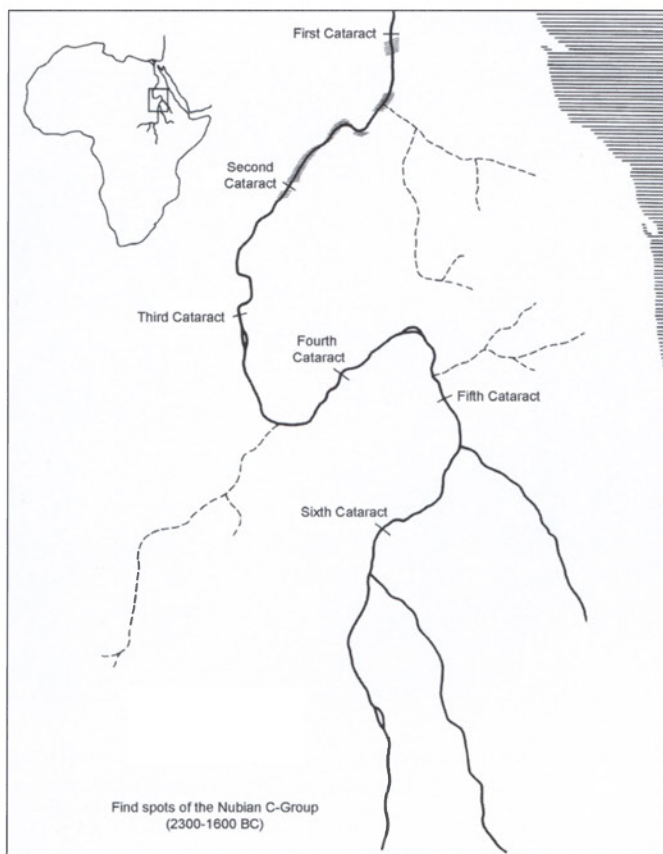 First Cataract
Second
Cataract
Third Cataract
Fourth
Cataract
Fifth Cataract
Sixth Cataract
Find spots of the Nubian C-Group
(2300-1600 BC)